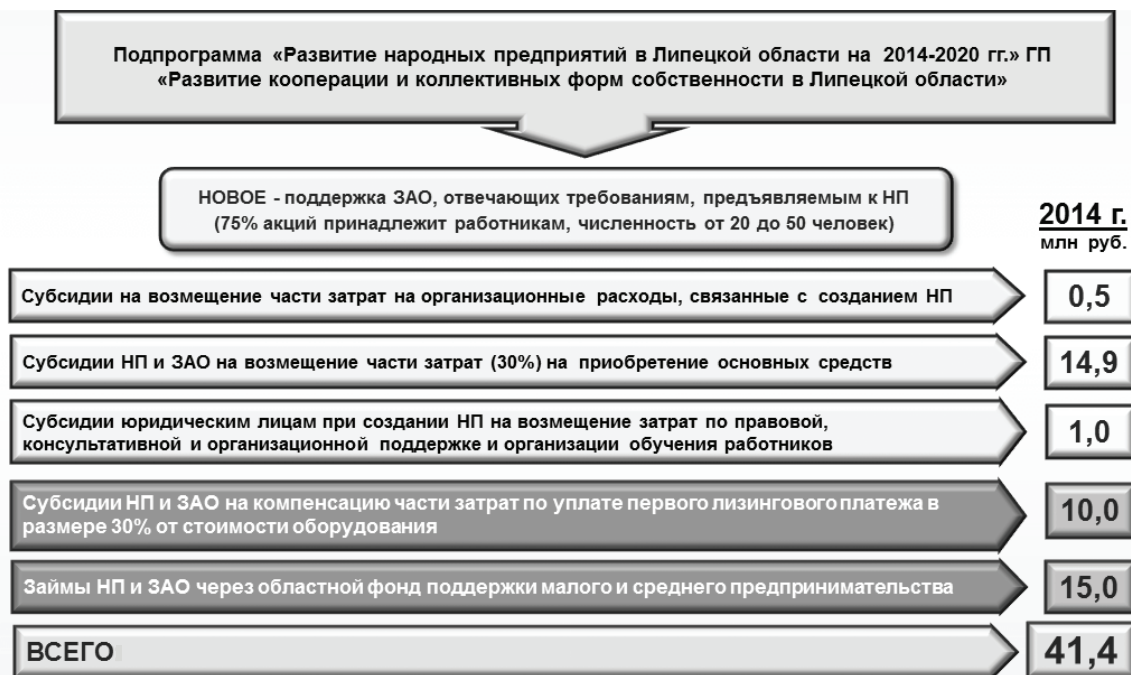 Подпрограмма «Развитие народных предприятий в Липецкой области на 2014-2020 гг.» ГП
«Развитие кооперации и коллективных форм собственности в Липецкой области»
НОВОЕ - поддержка ЗАО, отвечающих требованиям, предъявляемым к НП
(75% акций принадлежит работникам, численность от 20 до 50 человек)
2014 г.
млн руб.
Субсидии на возмещение части затрат на организационные расходы, связанные с созданием НП
0,5
Субсидии НП и ЗАО на возмещение части затрат (30%) на приобретение основных средств
14,9
Субсидии юридическим лицам при создании НП на возмещение затрат по правовой,
консультативной и организационной поддержке и организации обучения работников
1,0
Субсидии НП и ЗАО на компенсацию части затрат по уплате первого лизингового платежа в
размере 30% от стоимости оборудования
10,0
Займы НП и ЗАО через областной фонд поддержки малого и среднего предпринимательства
15,0
ВСЕГО
41,4